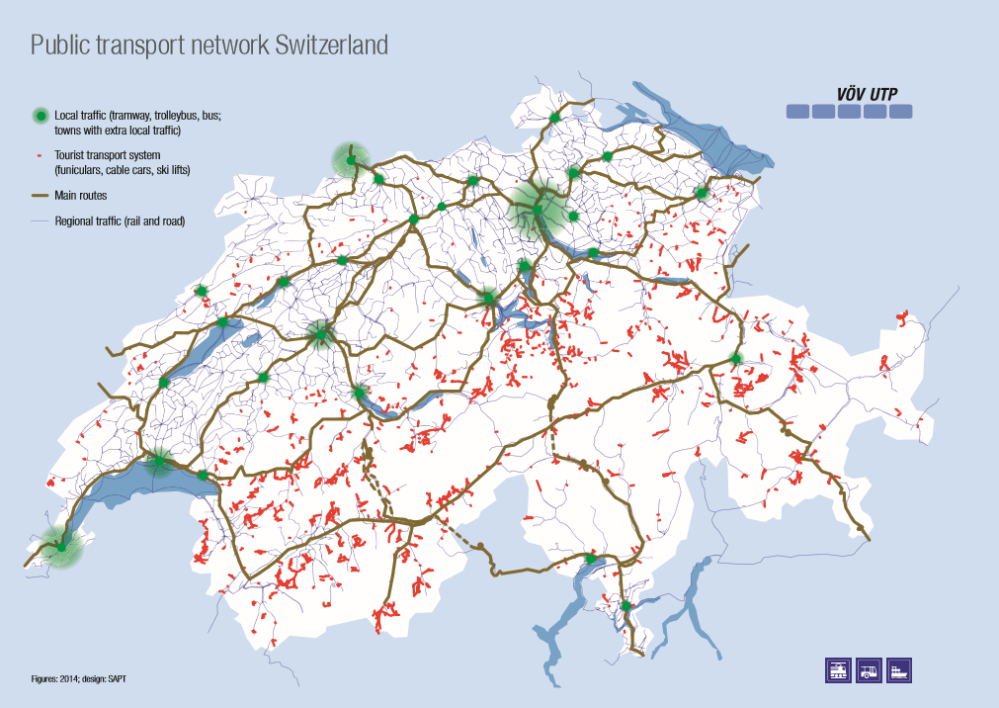 Public transport network Switzerland
VÖV UTP
Local traffic (tramway, trolleybus, bus;
towns with extra local traffic)
Tourist transport system
(funiculars, cable cars, ski lifts)
Main routes
Regional traffic (rail and road)
Figures: 2014; design: SAPT